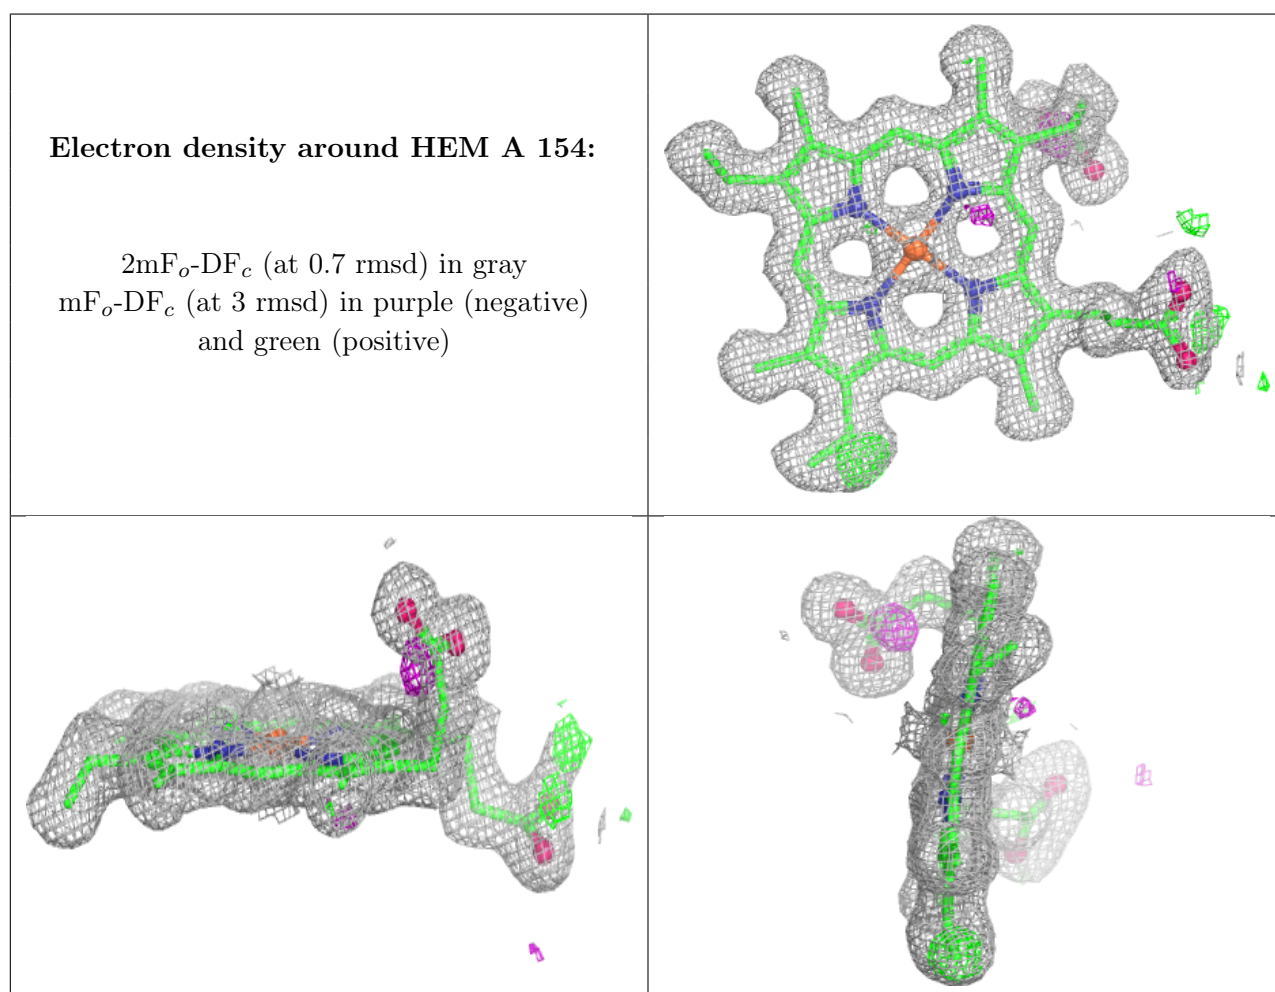 Electron density around HEM A 154:
2mFₒ-DF𝒸 (at 0.7 rmsd) in gray
mFₒ-DF𝒸 (at 3 rmsd) in purple (negative)
and green (positive)